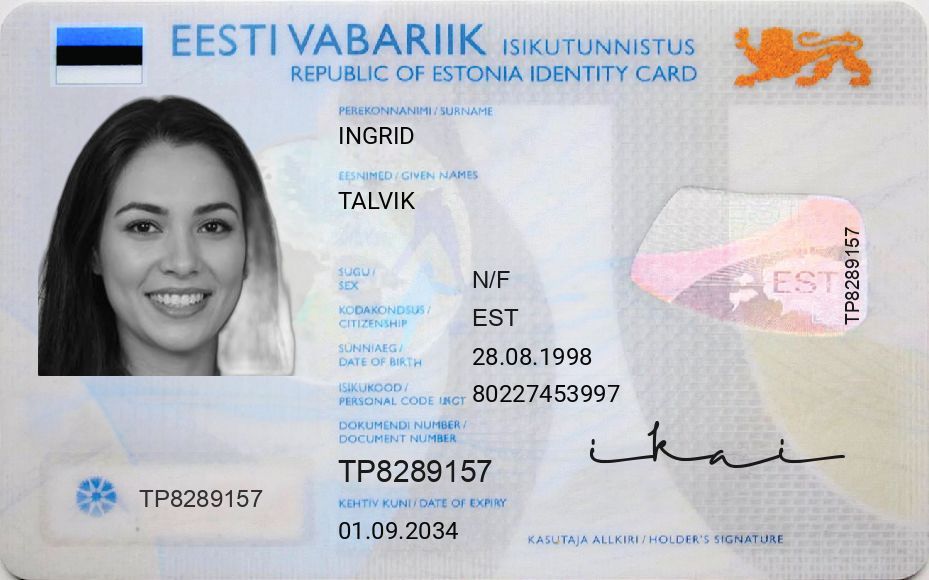 EESTI VABARIIK ISIKUTUNNISTUS
REPUBLIC OF ESTONIA IDENTITY CARD
PEREKONNANIMI / SURNAME
INGRID
EESNIMED / GIVEN NAMES
TALVIK
SUGU /
SEX
N/F
KODAKONDSUS /
CITIZENSHIP
EST
SÜNNIAEG /
DATE OF BIRTH
28.08.1998
ISIKUKOOD /
PERSONAL CODE
80227453997
DOKUMENDI NUMBER /
DOCUMENT NUMBER
TP8289157
KEHTIV KUNI / DATE OF EXPIRY
01.09.2034
TP8289157
EST
TP8289157
ikai
KASUTAJA ALLKIRI / HOLDER'S SIGNATURE